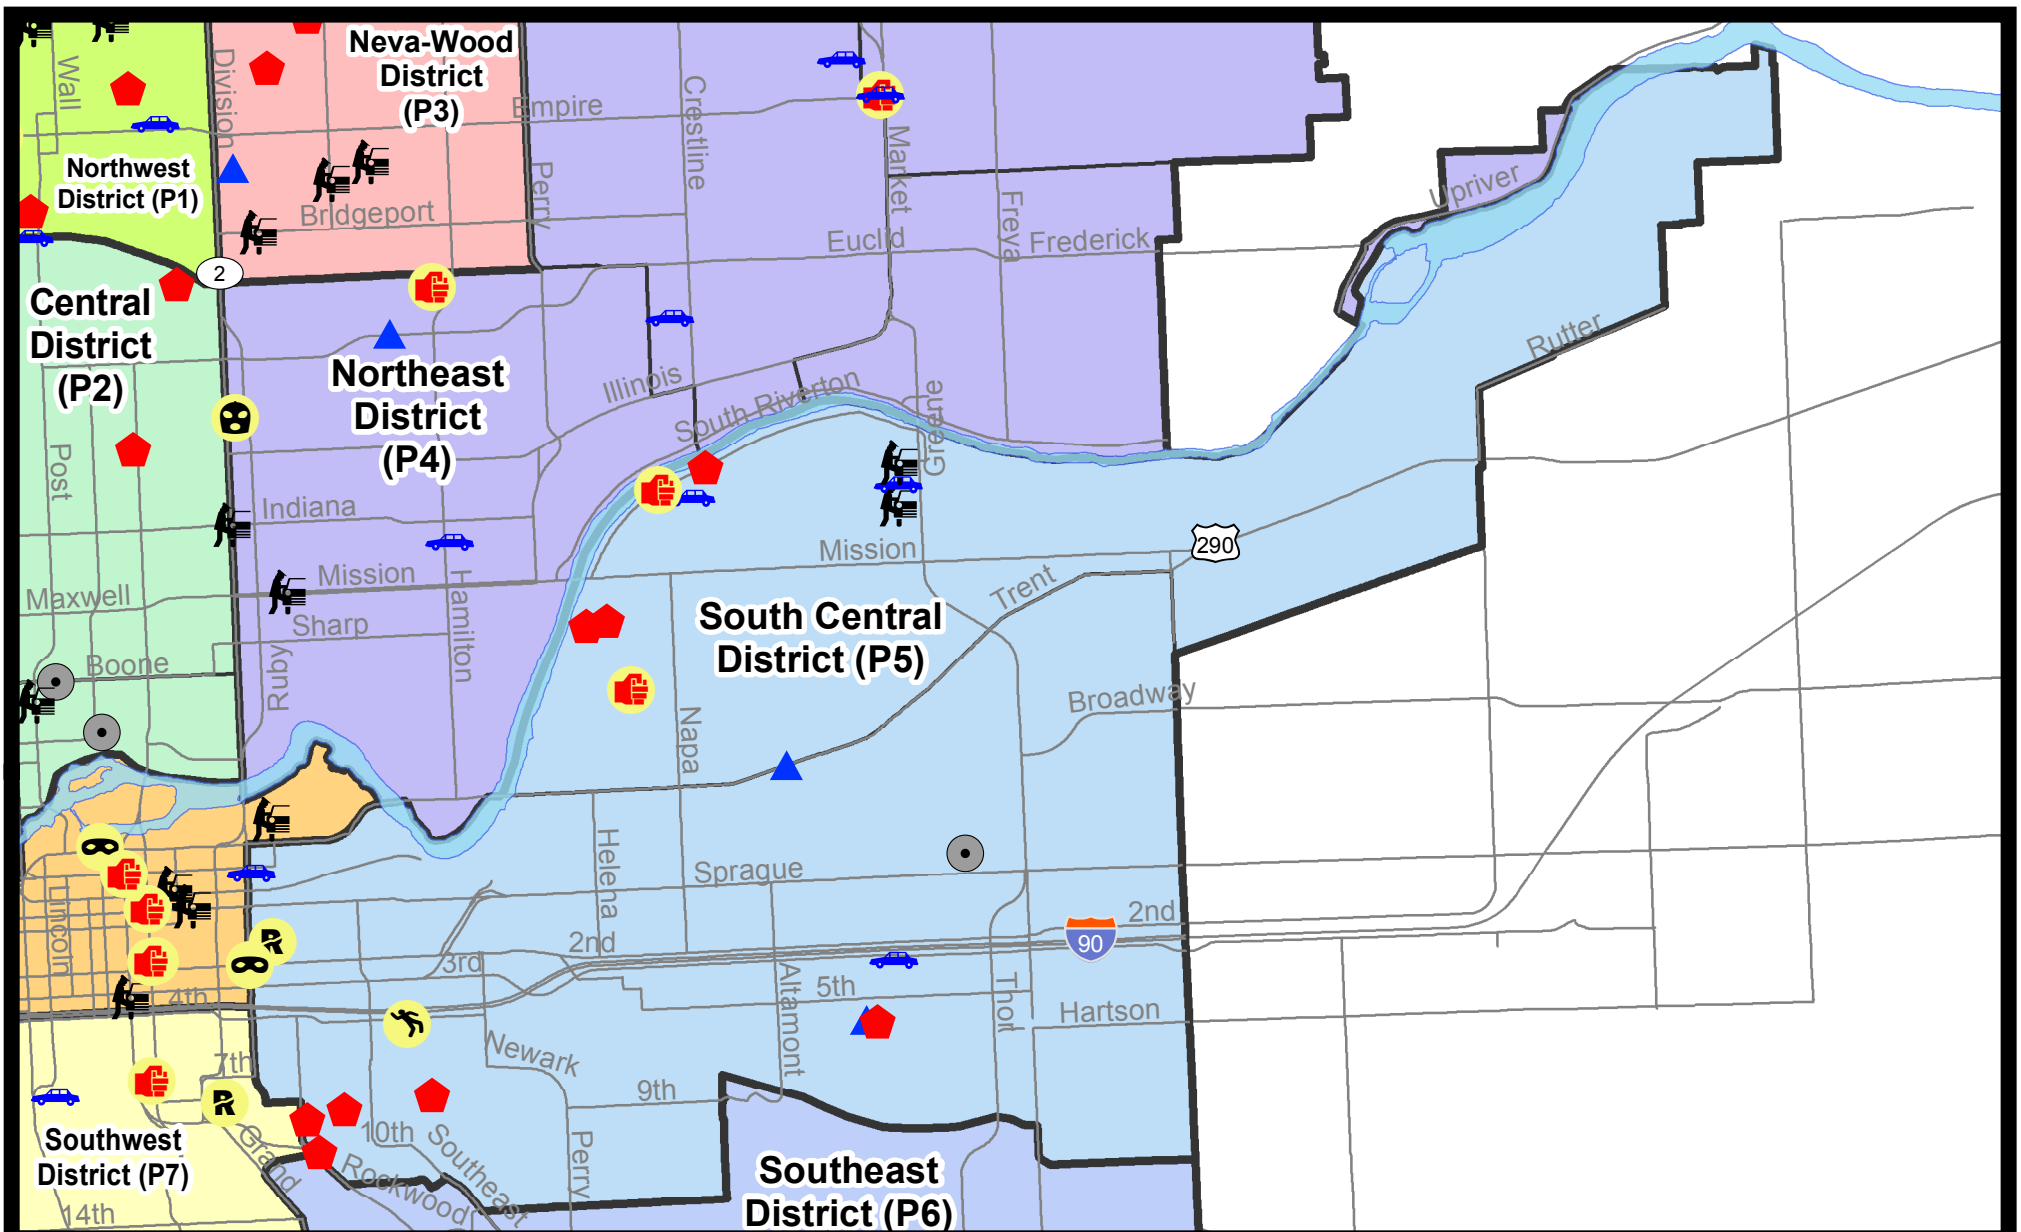 Neva-Wood
District
(P3)
Wall
Division
Empire
Crestline
Market
Northwest
District (P1)
Perry
Bridgeport
Freya
Upriver
Euclid
Frederick
2
Central
District
(P2)
Rutter
Northeast
District
(P4)
Illinois
South Riverton
Greene
Post
Indiana
Mission
290
Mission
Maxwell
Hamilton
Trent
Sharp
South Central
District (P5)
Boone
Ruby
Broadway
Napa
Helena
Sprague
Lincoln
2nd
2nd
90
3rd
4th
Altamont
5th
Thor
Hartson
7th
Newark
9th
R
R
Southwest
District (P7)
Grand
10th
Southeast
Perry
Rockwood
Southeast
District (P6)
14th